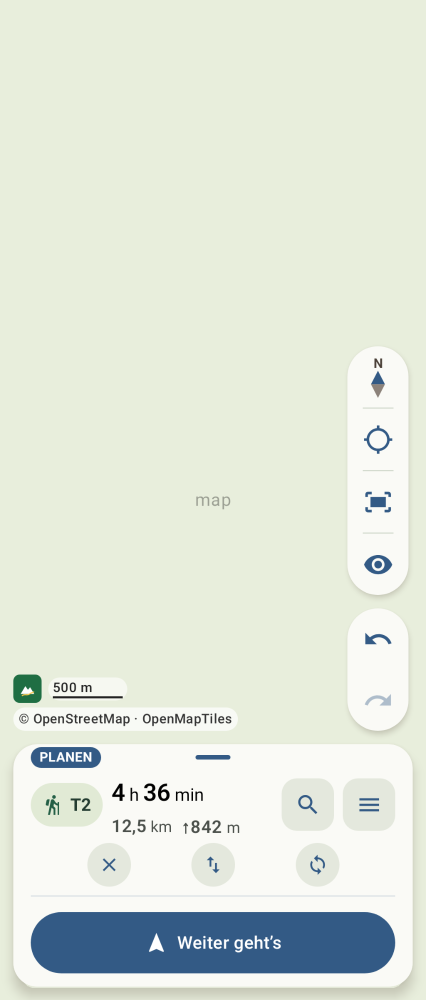 N
map
500 m
© OpenStreetMap · OpenMapTiles
PLANEN
T2
4 h 36 min
12,5 km ↑842 m
Weiter geht's